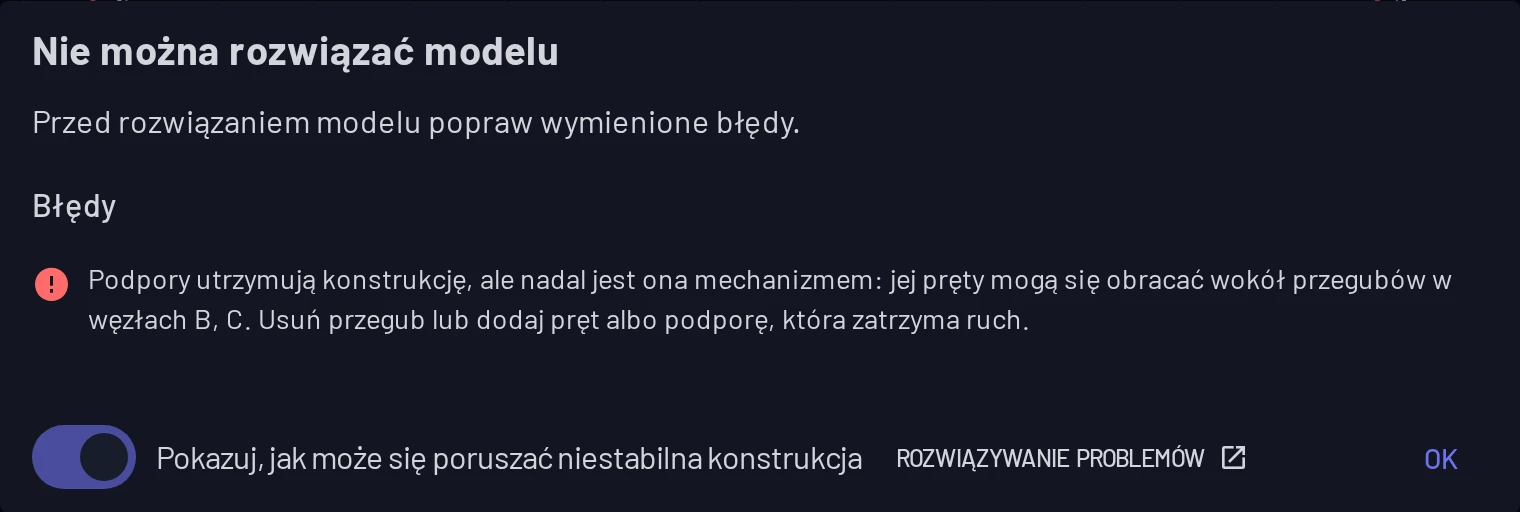 Nie można rozwiązać modelu
Przed rozwiązaniem modelu popraw wymienione błędy.
Błędy
Podpory utrzymują konstrukcję, ale nadal jest ona mechanizmem: jej pręty mogą się obracać wokół przegubów w
węzłach B, C. Usuń przegub lub dodaj pręt albo podporę, która zatrzyma ruch.
Pokazuj, jak może się poruszać niestabilna konstrukcja ROZWIĄZYWANIE PROBLEMÓW OK